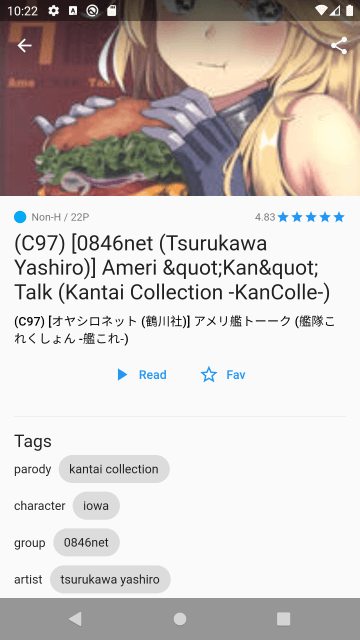 10:22
Ame Ta
Non-H / 22P
4.83
(C97) [0846net (Tsurukawa
Yashiro)] Ameri &quot;Kan&quot;
Talk (Kantai Collection -KanColle-)
(C97) [オヤシロネット (鶴川社)] アメリ艦トーーク (艦隊こ
れくしょん -艦これ-)
Read
Fav
Tags
parody kantai collection
character iowa
group 0846net
artist tsurukawa yashiro